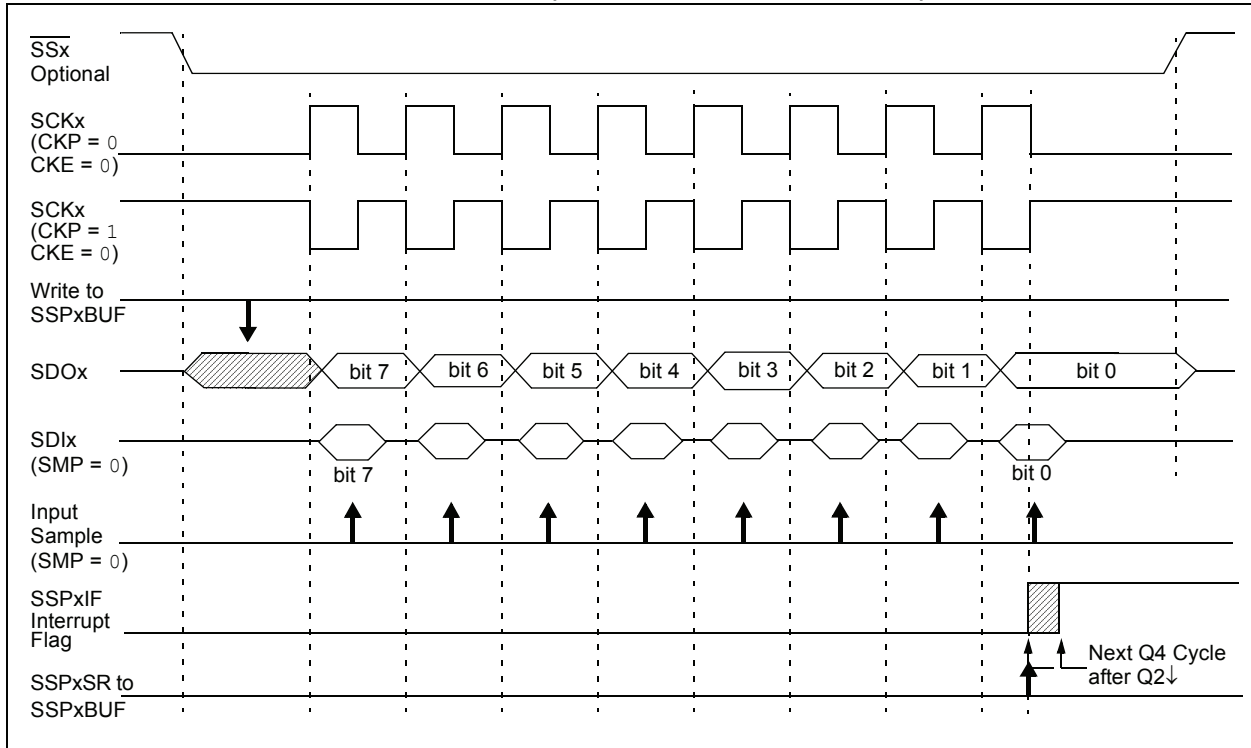 SSx
Optional
SCKx
(CKP = 0
CKE = 0)
SCKx
(CKP = 1
CKE = 0)
Write to
SSPxBUF
SDOx
bit 7 bit 6 bit 5 bit 4 bit 3 bit 2 bit 1 bit 0
SDIx
(SMP = 0)
bit 7 bit 0
Input
Sample
(SMP = 0)
SSPxIF
Interrupt
Flag
Next Q4 Cycle
after Q2↓
SSPxSR to
SSPxBUF